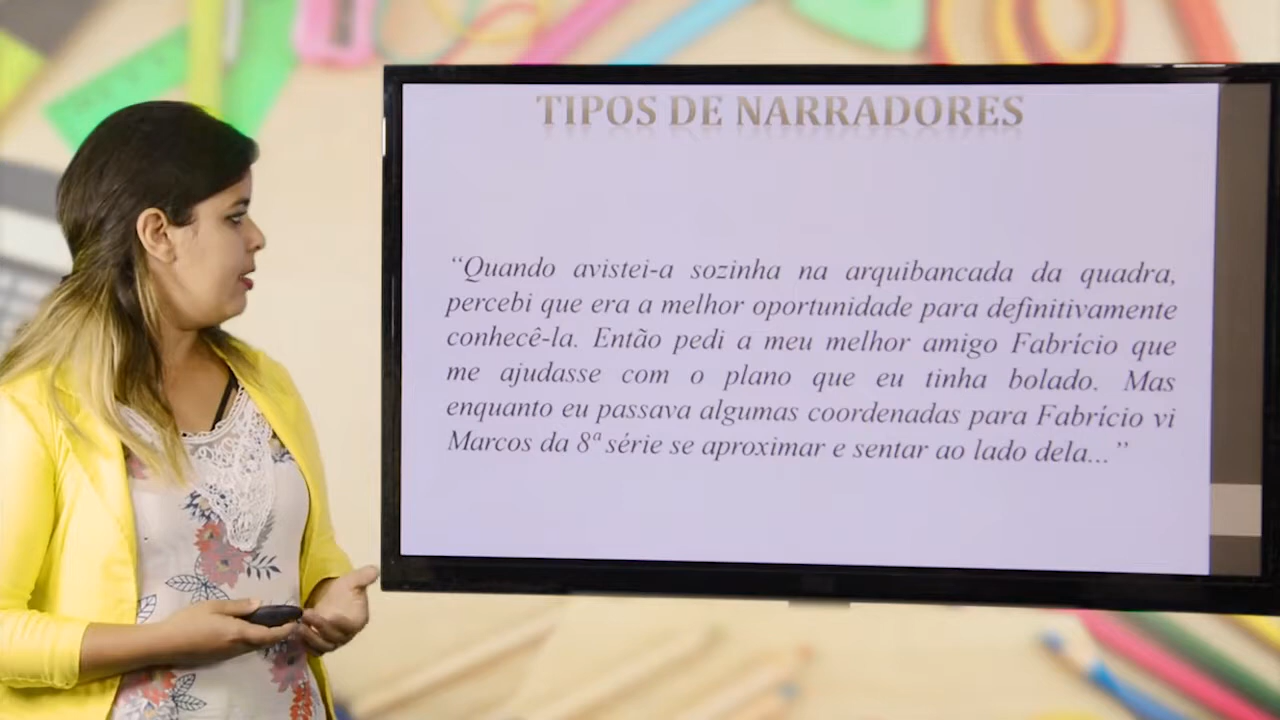 TIPOS DE NARRADORES
“Quando avistei-a sozinha na arquibancada da quadra,
percebi que era a melhor oportunidade para definitivamente
conhecê-la. Então pedi a meu melhor amigo Fabrício que
me ajudasse com o plano que eu tinha bolado. Mas
enquanto eu passava algumas coordenadas para Fabrício vi
Marcos da 8ª série se aproximar e sentar ao lado dela...”